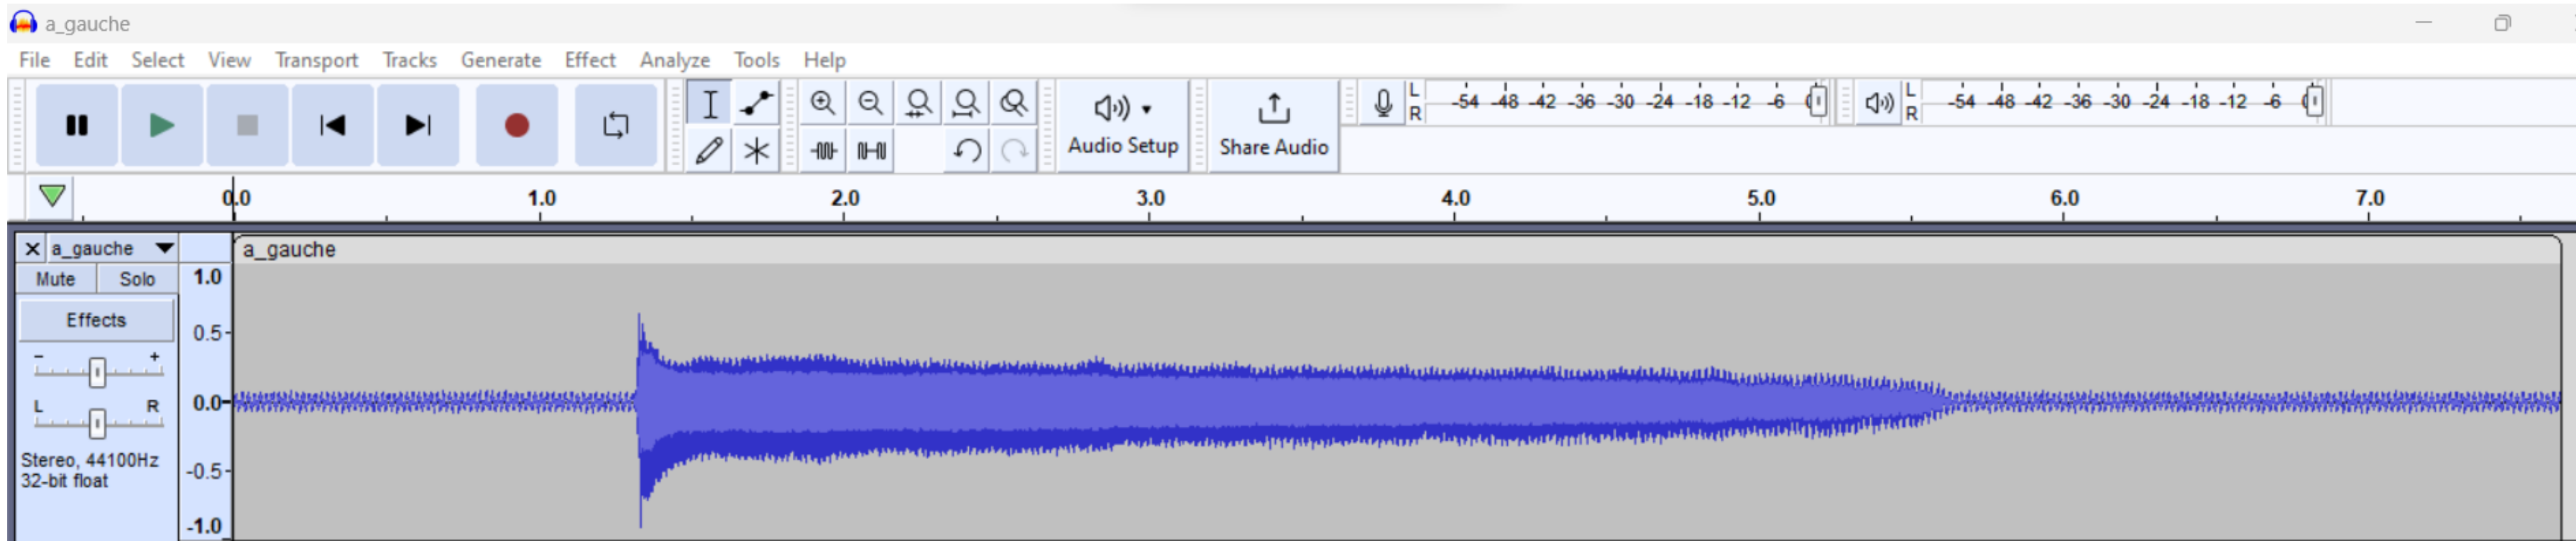 a_gauche
File Edit Select View Transport Tracks Generate Effect Analyze Tools Help
L -54 -48 -42 -36 -30 -24 -18 -12 -6 L -54 -48 -42 -36 -30 -24 -18 -12 -6
R R
Audio Setup Share Audio
0.0 1.0 2.0 3.0 4.0 5.0 6.0 7.0
a_gauche a_gauche
Mute Solo 1.0
Effects 0.5
- +
L R 0.0
Stereo, 44100Hz -0.5
32-bit float
-1.0